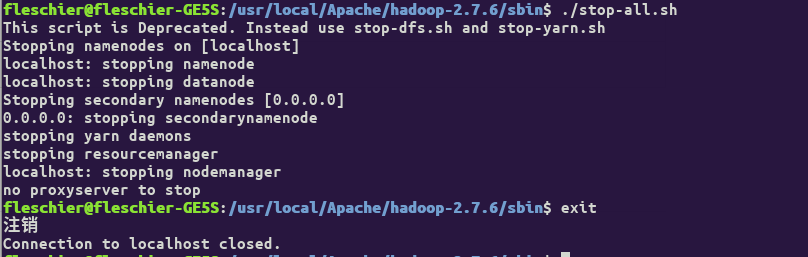 fleschier@fleschier-GE5S:/usr/local/Apache/hadoop-2.7.6/sbin$ ./stop-all.sh
This script is Deprecated. Instead use stop-dfs.sh and stop-yarn.sh
Stopping namenodes on [localhost]
localhost: stopping namenode
localhost: stopping datanode
Stopping secondary namenodes [0.0.0.0]
0.0.0.0: stopping secondarynamenode
stopping yarn daemons
stopping resourcemanager
localhost: stopping nodemanager
no proxyserver to stop
fleschier@fleschier-GE5S:/usr/local/Apache/hadoop-2.7.6/sbin$ exit
注销
Connection to localhost closed.